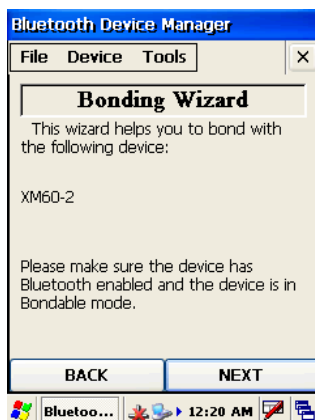 Bluetooth Device Manager
File Device Tools ×
Bonding Wizard
This wizard helps you to bond with
the following device:
XM60-2
Please make sure the device has
Bluetooth enabled and the device is in
Bondable mode.
BACK NEXT
Bluetoo... 12:20 AM